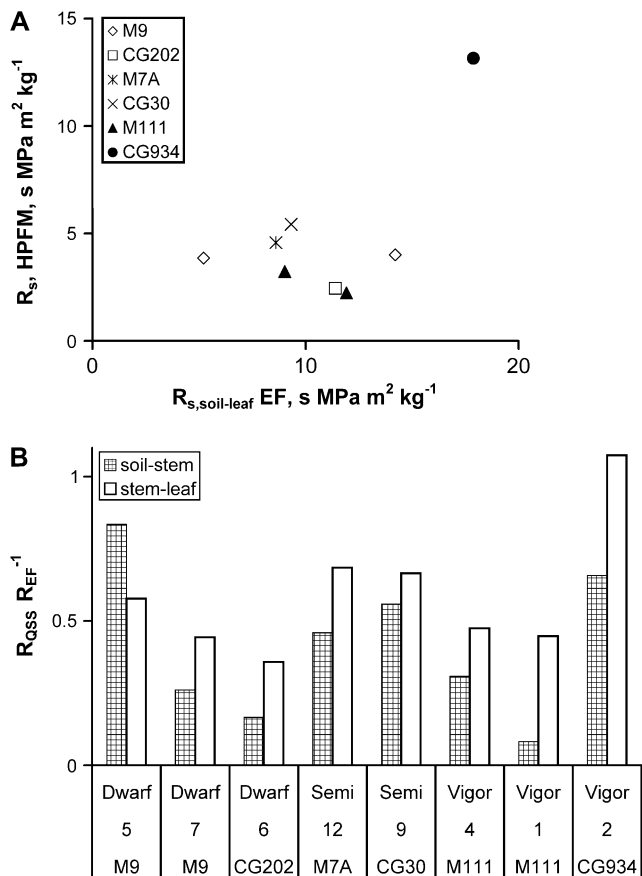 A
15
10
5
0
0
10
20
M9
CG202
M7A
CG30
M111
CG934
Rs, HPFM, s MPa m² kg⁻¹
Rs,soil-leaf EF, s MPa m² kg⁻¹
B
soil-stem
stem-leaf
1
0.5
0
RQSS REF⁻¹
Dwarf Dwarf Dwarf Semi Semi Vigor Vigor Vigor
5 7 6 12 9 4 1 2
M9 M9 CG202 M7A CG30 M111 M111 CG934